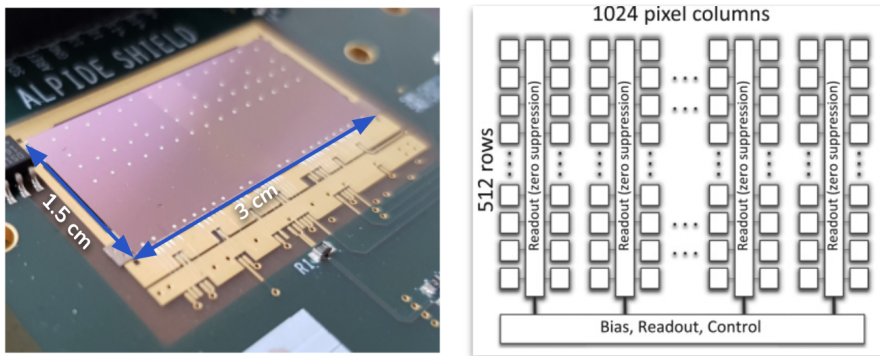 ALPIDE SHIELD
1.5 cm
3 cm
1024 pixel columns
512 rows
Readout (zero suppression)
Readout (zero suppression)
Readout (zero suppression)
Readout (zero suppression)
Bias, Readout, Control